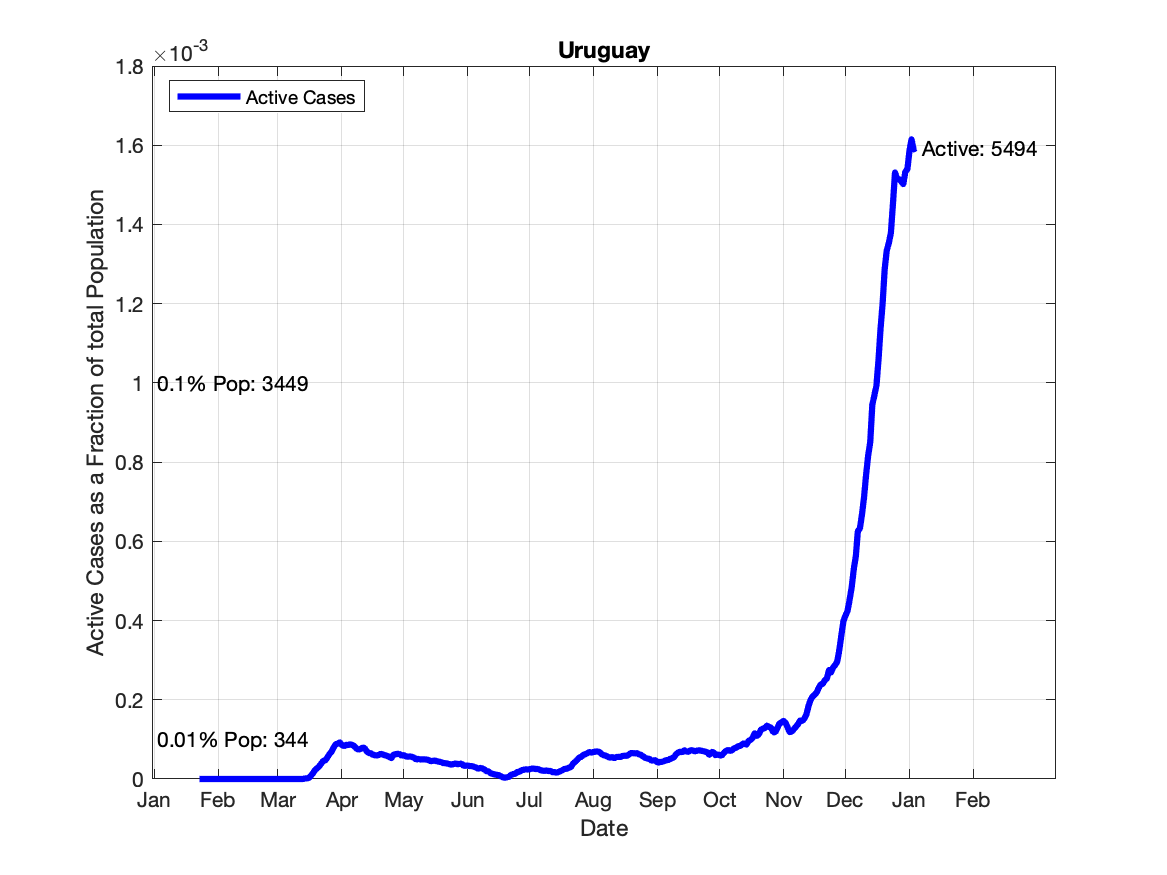 Uruguay
×10-3
Active Cases
1.8
1.6
1.4
1.2
1
0.8
0.6
0.4
0.2
0
Active: 5494
0.1% Pop: 3449
0.01% Pop: 344
Active Cases as a Fraction of total Population
Jan Feb Mar Apr May Jun Jul Aug Sep Oct Nov Dec Jan Feb
Date